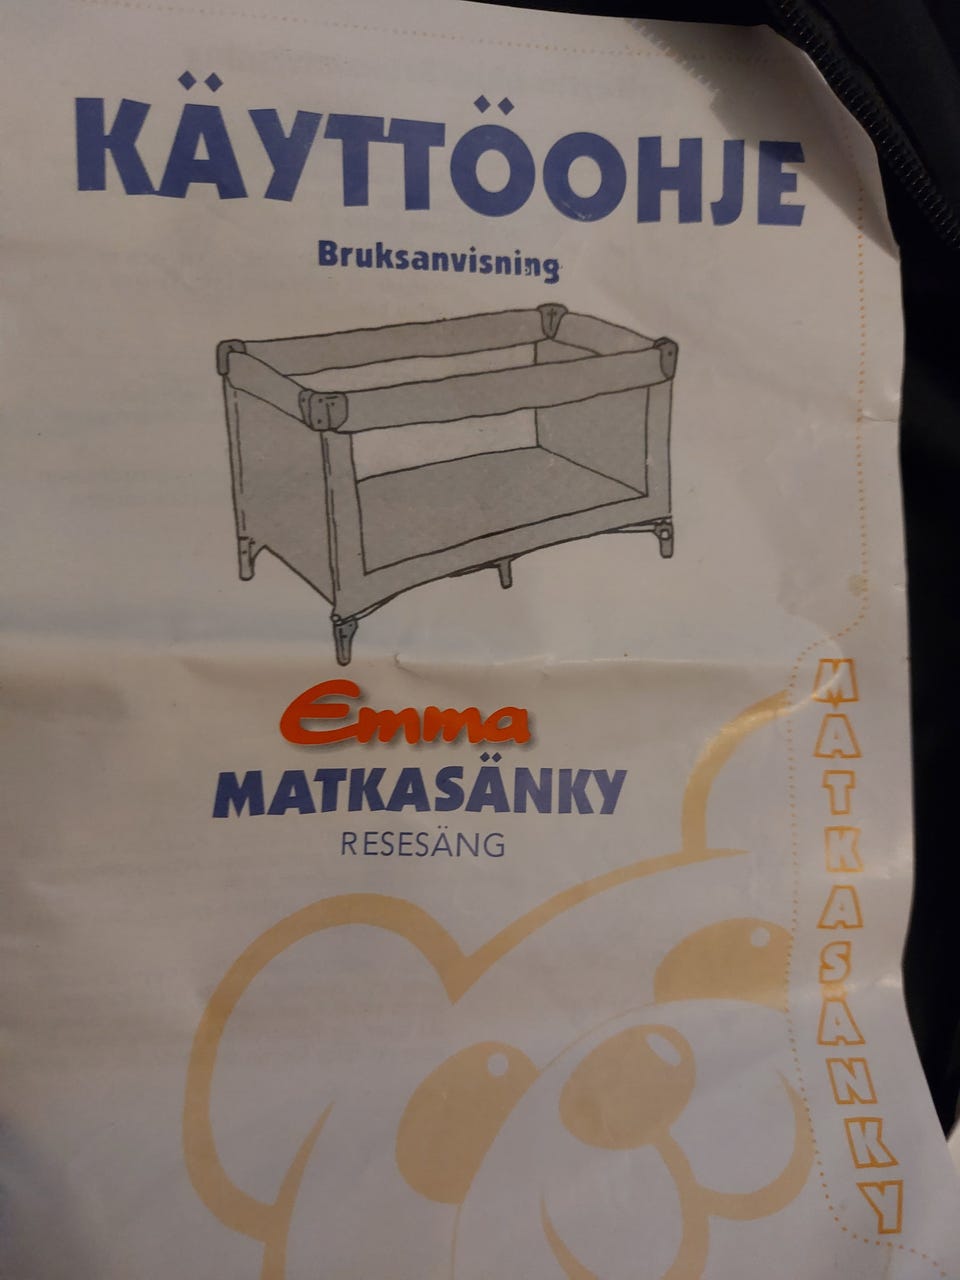 KÄYTTÖOHJE
Bruksanvisning
Emma
MATKASÄNKY
RESESÄNG
MATKASÄNKY